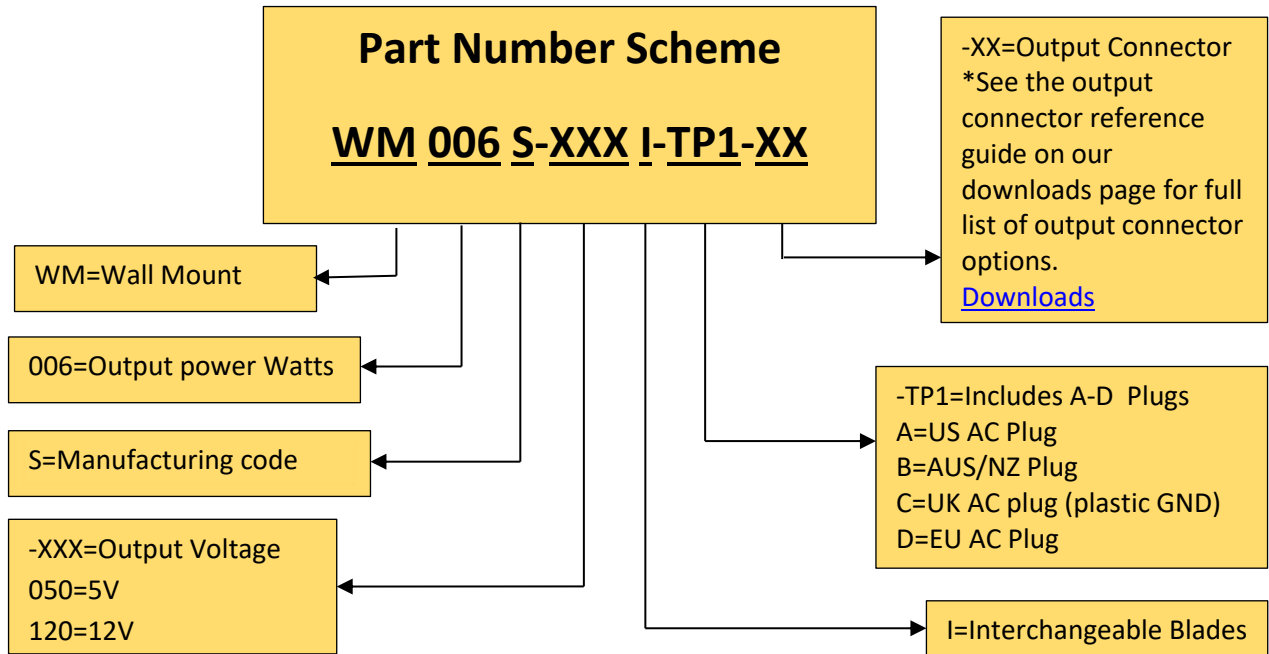 Part Number Scheme
WM 006 S-XXX I-TP1-XX
-XX=Output Connector
*See the output
connector reference
guide on our
downloads page for full
list of output connector
options.
Downloads
WM=Wall Mount
006=Output power Watts
S=Manufacturing code
-XXX=Output Voltage
050=5V
120=12V
-TP1=Includes A-D Plugs
A=US AC Plug
B=AUS/NZ Plug
C=UK AC plug (plastic GND)
D=EU AC Plug
I=Interchangeable Blades